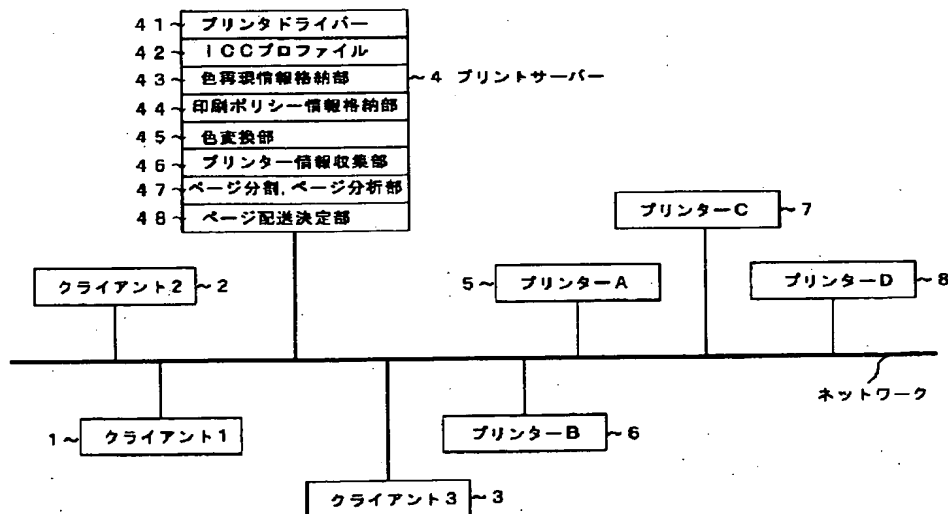 41~ プリンタドライバー
42~ ICCプロファイル
43~ 色再現情報格納部 ~4 プリントサーバー
44~ 印刷ポリシー情報格納部
45~ 色変換部
46~ プリンター情報収集部
47~ ページ分割,ページ分析部
48~ ページ配送決定部
プリンターC ~7
クライアント2 ~2
5~ プリンターA
プリンターD ~8
ネットワーク
1~ クライアント1
プリンターB ~6
クライアント3 ~3